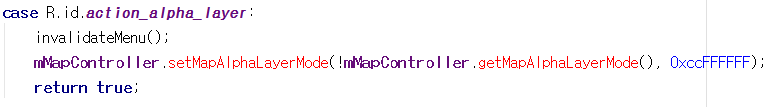 case R.id.action_alpha_layer:
invalidateMenu();
mMapController.setMapAlphaLayerMode(!mMapController.getMapAlphaLayerMode(), 0xccFFFFFF);
return true;